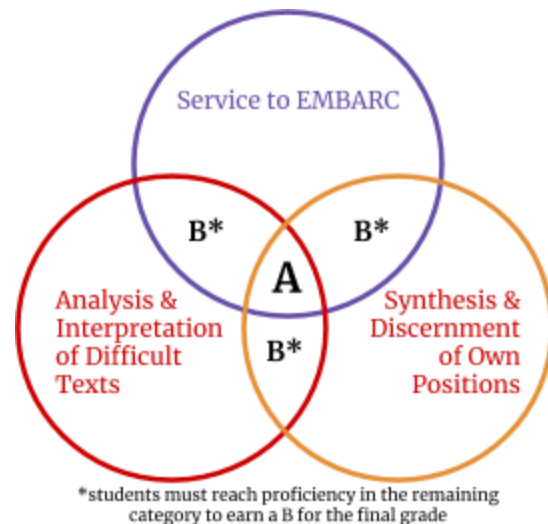 Service to EMBARC
B*
B*
A
Analysis &
Interpretation
of Difficult
Texts
Synthesis &
Discernment
of Own
Positions
B*
*students must reach proficiency in the remaining
category to earn a B for the final grade